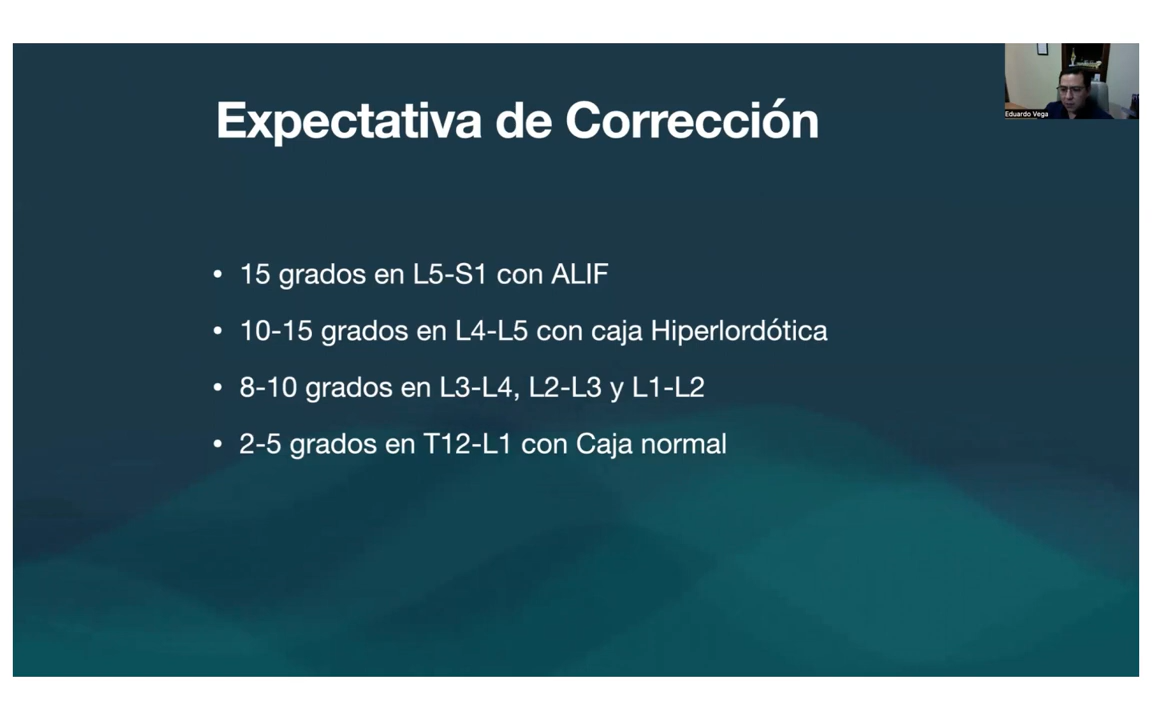 Expectativa de Corrección
Eduardo Vega
• 15 grados en L5-S1 con ALIF
• 10-15 grados en L4-L5 con caja Hiperlordótica
• 8-10 grados en L3-L4, L2-L3 y L1-L2
• 2-5 grados en T12-L1 con Caja normal